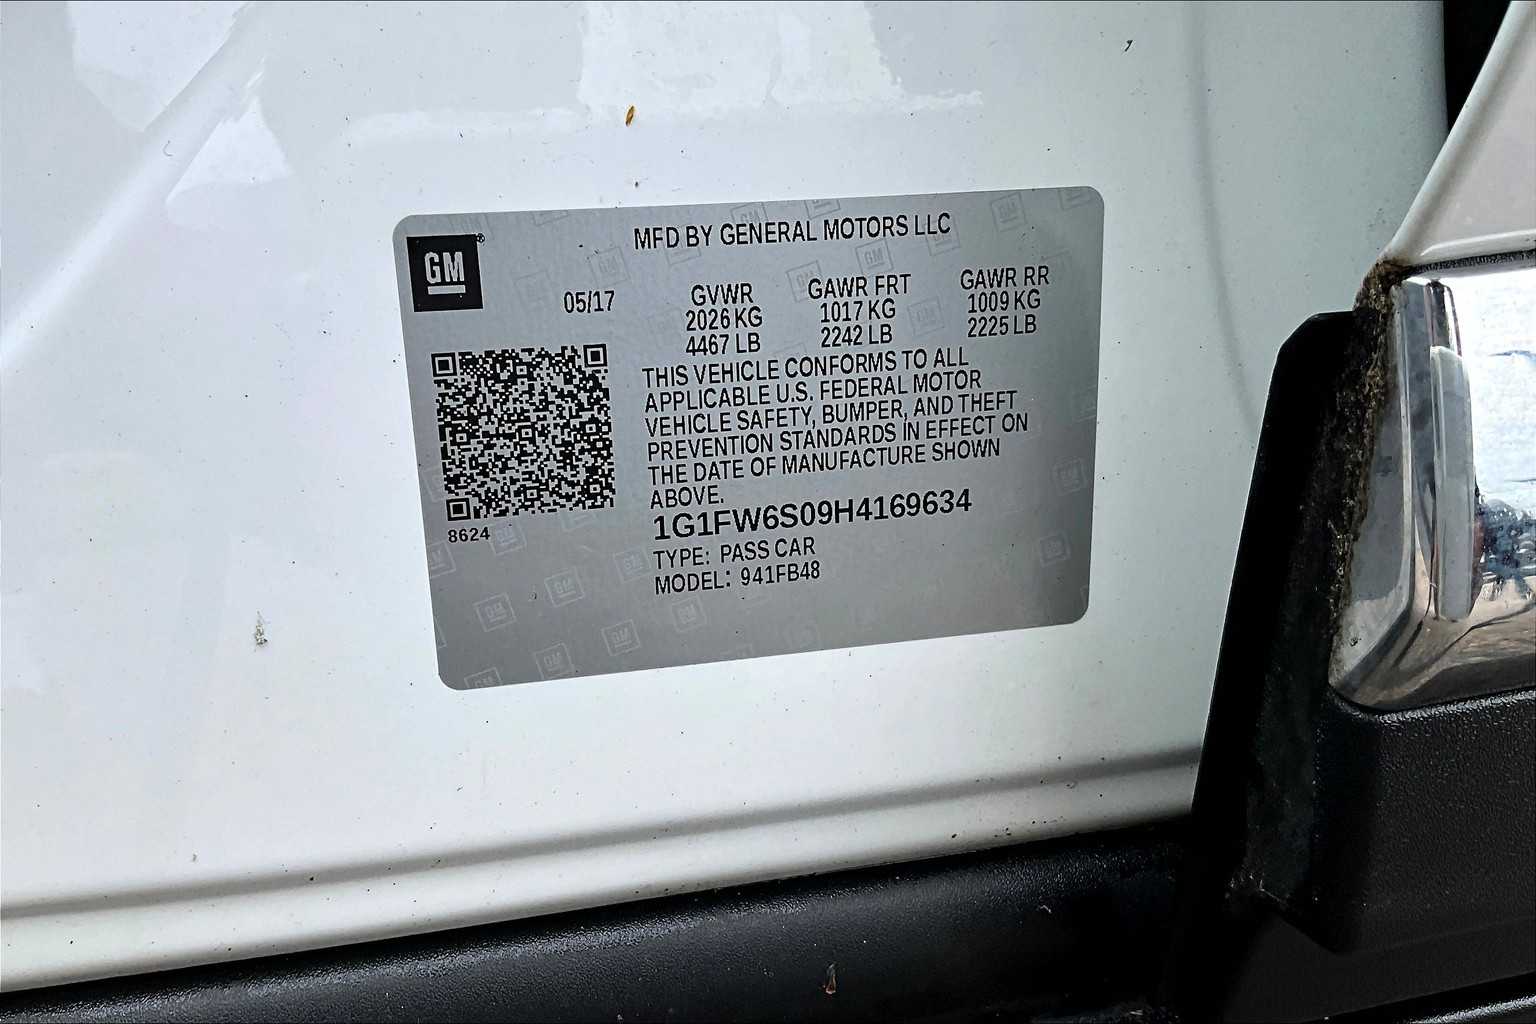 MFD BY GENERAL MOTORS LLC
GM®
05/17
GVWR GAWR FRT GAWR RR
2026 KG 1017 KG 1009 KG
4467 LB 2242 LB 2225 LB
THIS VEHICLE CONFORMS TO ALL
APPLICABLE U.S. FEDERAL MOTOR
VEHICLE SAFETY, BUMPER, AND THEFT
PREVENTION STANDARDS IN EFFECT ON
THE DATE OF MANUFACTURE SHOWN
ABOVE.
1G1FW6S09H4169634
8624
TYPE: PASS CAR
MODEL: 941FB48